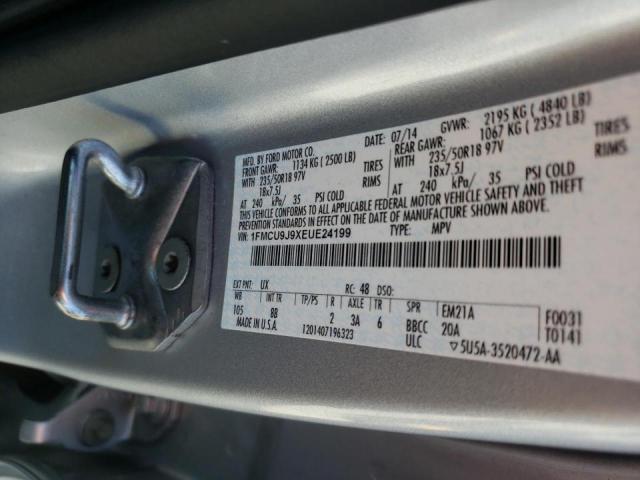 MFD. BY FORD MOTOR CO.
DATE: 07/14 GVWR: 2195 KG ( 4840 LB)
FRONT GAWR: 1134 KG ( 2500 LB) REAR GAWR: 1067 KG ( 2352 LB)
WITH 235/50R18 97V TIRES WITH 235/50R18 97V TIRES
18x7.5J RIMS 18x7.5J RIMS
AT 240 kPa/ 35 PSI COLD AT 240 kPa/ 35 PSI COLD
THIS VEHICLE CONFORMS TO ALL APPLICABLE FEDERAL MOTOR VEHICLE SAFETY AND THEFT
PREVENTION STANDARDS IN EFFECT ON THE DATE OF MANUFACTURE SHOWN ABOVE.
VIN: 1FMCU9J9XEUE24199 TYPE: MPV
EXT PNT: UX RC: 48 DSO:
WB INT TR TP/PS R AXLE TR SPR EM21A F0031
105 8B 2 3A 6 BBCC 20A T0141
MADE IN U.S.A. 1201407196323 ULC ▽5U5A-3520472-AA